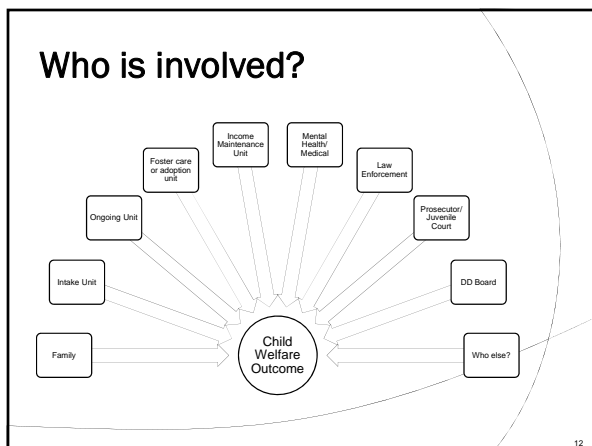 Who is involved?
Income
Maintenance
Unit
Mental
Health/
Medical
Foster care
or adoption
unit
Law
Enforcement
Ongoing Unit
Prosecutor/
Juvenile
Court
Intake Unit
DD Board
Family
Child
Welfare
Outcome
Who else?
12